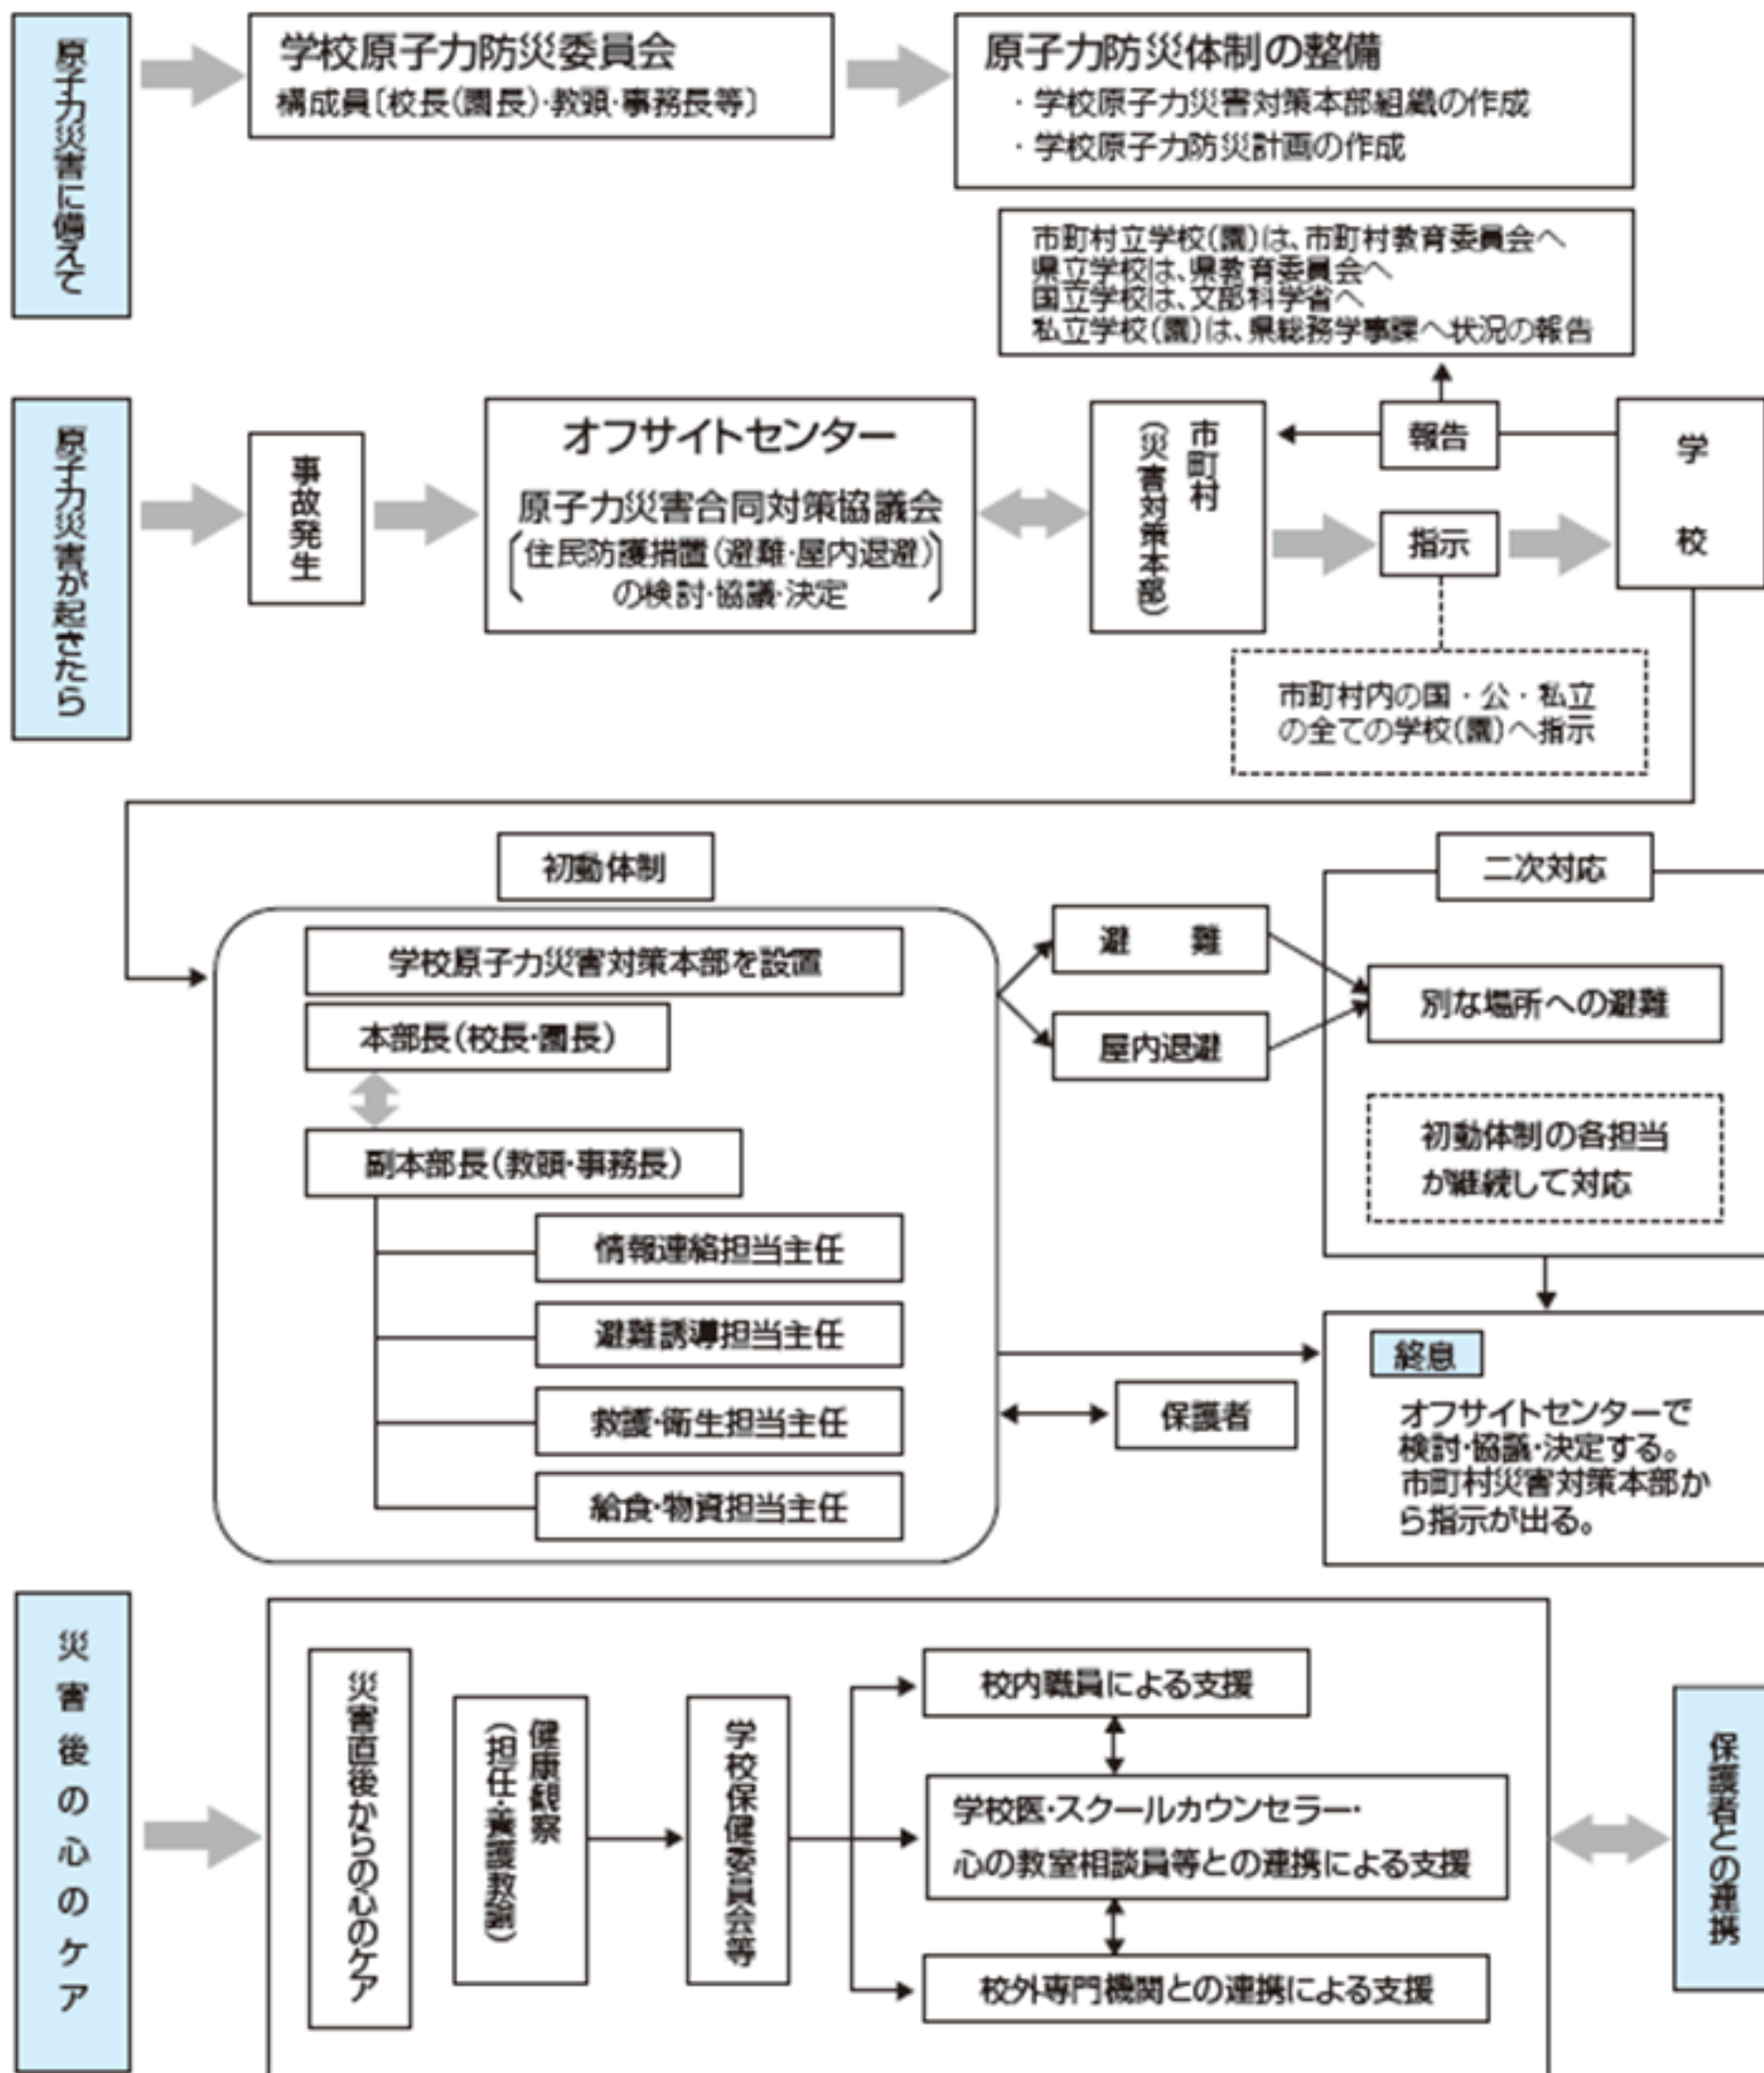 原子力災害に備えて
学校原子力防災委員会
構成員〔校長(園長)・教頭・事務長等〕
原子力防災体制の整備
・学校原子力災害対策本部組織の作成
・学校原子力防災計画の作成
市町村立学校(園)は、市町村教育委員会へ
県立学校は、県教育委員会へ
国立学校は、文部科学省へ
私立学校(園)は、県総務学事課へ状況の報告
原子力災害が起きたら
事故発生
オフサイトセンター
原子力災害合同対策協議会
〔住民防護措置(避難・屋内退避)
の検討・協議・決定〕
市町村
(災害対策本部)
報告
指示
学校
市町村内の国・公・私立
の全ての学校(園)へ指示
初動体制
学校原子力災害対策本部を設置
本部長(校長・園長)
副本部長(教頭・事務長)
情報連絡担当主任
避難誘導担当主任
救護・衛生担当主任
給食・物資担当主任
避　難
屋内退避
保護者
二次対応
別な場所への避難
初動体制の各担当
が継続して対応
終息
オフサイトセンターで
検討・協議・決定する。
市町村災害対策本部か
ら指示が出る。
災害後の心のケア
災害直後からの心のケア
健康観察
(担任・養護教諭)
学校保健委員会等
校内職員による支援
学校医・スクールカウンセラー・
心の教室相談員等との連携による支援
校外専門機関との連携による支援
保護者との連携